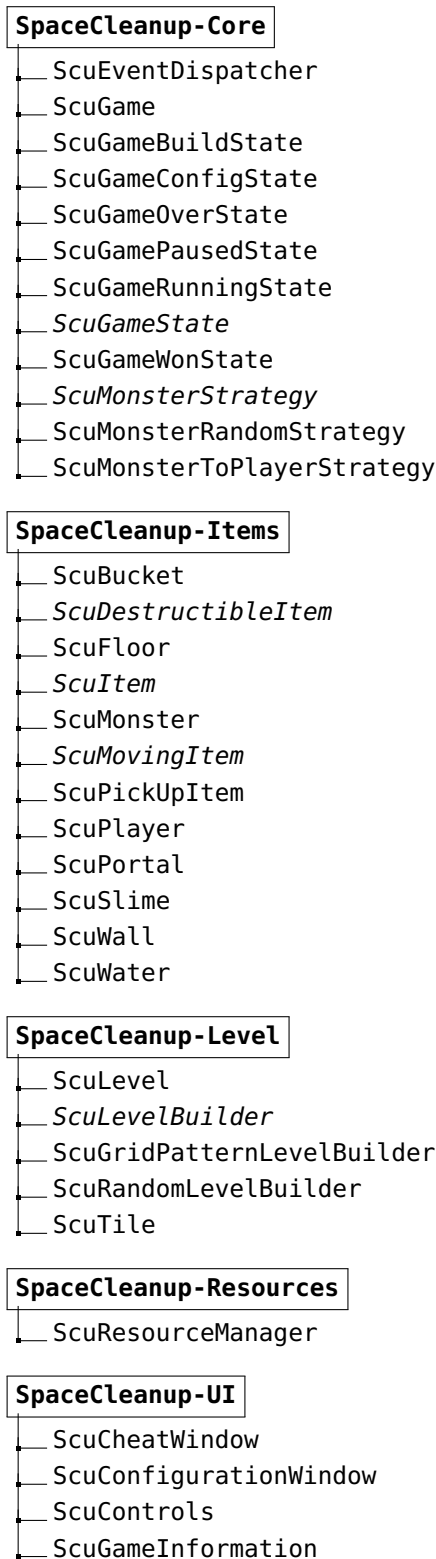 SpaceCleanup-Core
ScuEventDispatcher
ScuGame
ScuGameBuildState
ScuGameConfigState
ScuGameOverState
ScuGamePausedState
ScuGameRunningState
ScuGameState
ScuGameWonState
ScuMonsterStrategy
ScuMonsterRandomStrategy
ScuMonsterToPlayerStrategy
SpaceCleanup-Items
ScuBucket
ScuDestructibleItem
ScuFloor
ScuItem
ScuMonster
ScuMovingItem
ScuPickUpItem
ScuPlayer
ScuPortal
ScuSlime
ScuWall
ScuWater
SpaceCleanup-Level
ScuLevel
ScuLevelBuilder
ScuGridPatternLevelBuilder
ScuRandomLevelBuilder
ScuTile
SpaceCleanup-Resources
ScuResourceManager
SpaceCleanup-UI
ScuCheatWindow
ScuConfigurationWindow
ScuControls
ScuGameInformation